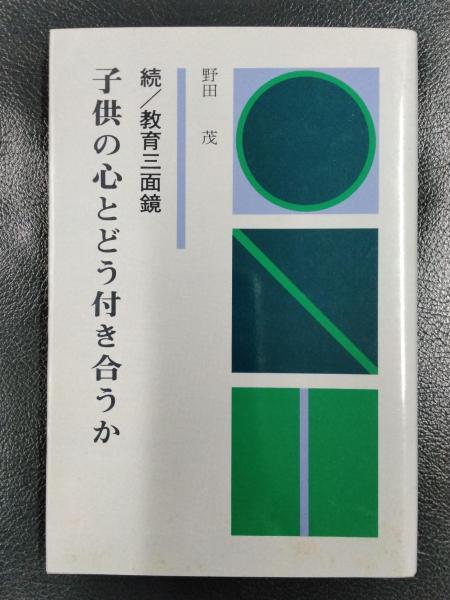 野田 茂
続／教育三面鏡
子供の心とどう付き合うか